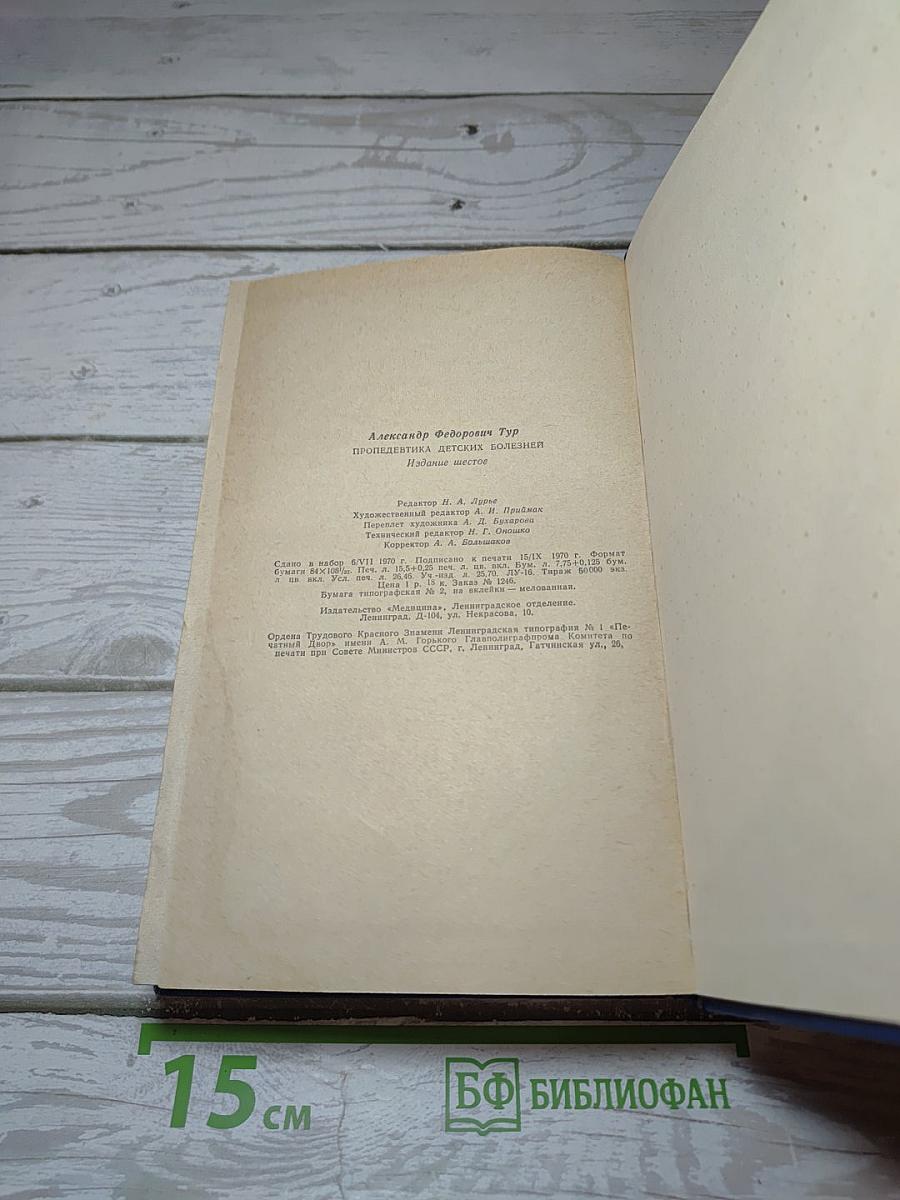 Александр Федорович Тур
ПРОПЕДЕВТИКА ДЕТСКИХ БОЛЕЗНЕЙ
Издание шестое
Редактор Н. А. Лурье
Художественный редактор А. И. Приймак
Переплет художника А. Д. Бухарова
Технический редактор Н. Г. Оношко
Корректор А. А. Большаков
Сдано в набор 6/VII 1970 г. Подписано к печати 15/IX 1970 г. Формат
бумаги 84×108¹/₃₂. Печ. л. 15,5+0,25 печ. л. цв. вкл. Бум. л. 7,75+0,125 бум.
л. цв. вкл. Усл. печ. л. 26,46. Уч-изд. л. 25,70. ЛУ-16. Тираж 50 000 экз.
Цена 1 р. 15 к. Заказ № 1246.
Бумага типографская № 2, на вклейки — мелованная.
Издательство «Медицина», Ленинградское отделение.
Ленинград, Д-104, ул. Некрасова, 10.
Ордена Трудового Красного Знамени Ленинградская типография № 1 «Пе-
чатный Двор» имени А. М. Горького Главполиграфпрома Комитета по
печати при Совете Министров СССР, г. Ленинград, Гатчинская ул., 26,
15 см
БФ БИБЛИОФАН